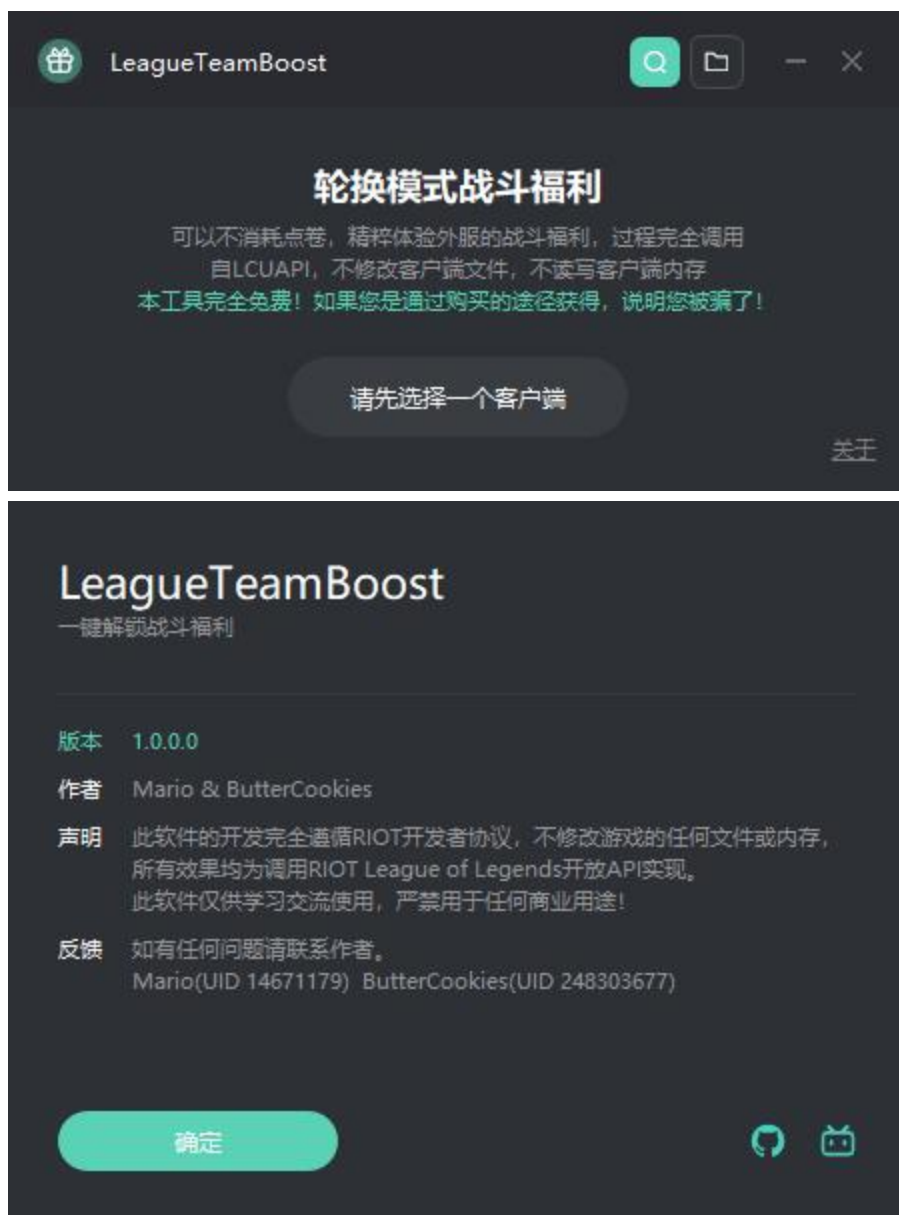 LeagueTeamBoost
轮换模式战斗福利
可以不消耗点卷，精粹体验外服的战斗福利，过程完全调用
自LCUAPI，不修改客户端文件，不读写客户端内存
本工具完全免费！如果您是通过购买的途径获得，说明您被骗了！
请先选择一个客户端
关于
LeagueTeamBoost
一键解锁战斗福利
版本 1.0.0.0
作者 Mario & ButterCookies
声明 此软件的开发完全遵循RIOT开发者协议，不修改游戏的任何文件或内存，
所有效果均为调用RIOT League of Legends开放API实现。
此软件仅供学习交流使用，严禁用于任何商业用途！
反馈 如有任何问题请联系作者。
Mario(UID 14671179) ButterCookies(UID 248303677)
确定